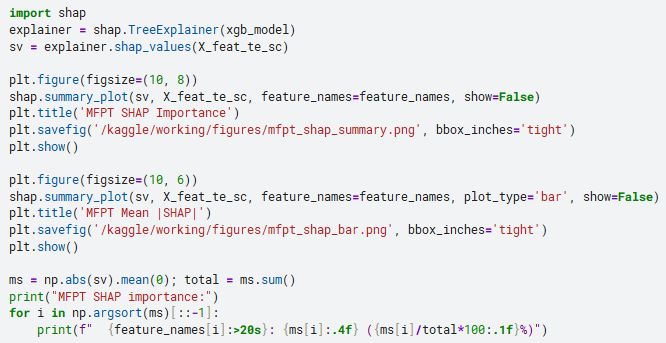 import shap
explainer = shap.TreeExplainer(xgb_model)
sv = explainer.shap_values(X_feat_te_sc)

plt.figure(figsize=(10, 8))
shap.summary_plot(sv, X_feat_te_sc, feature_names=feature_names, show=False)
plt.title('MFPT SHAP Importance')
plt.savefig('/kaggle/working/figures/mfpt_shap_summary.png', bbox_inches='tight')
plt.show()

plt.figure(figsize=(10, 6))
shap.summary_plot(sv, X_feat_te_sc, feature_names=feature_names, plot_type='bar', show=False)
plt.title('MFPT Mean |SHAP|')
plt.savefig('/kaggle/working/figures/mfpt_shap_bar.png', bbox_inches='tight')
plt.show()

ms = np.abs(sv).mean(0); total = ms.sum()
print("MFPT SHAP importance:")
for i in np.argsort(ms)[::-1]:
    print(f"  {feature_names[i]:>20s}: {ms[i]:.4f} ({ms[i]/total*100:.1f}%)")